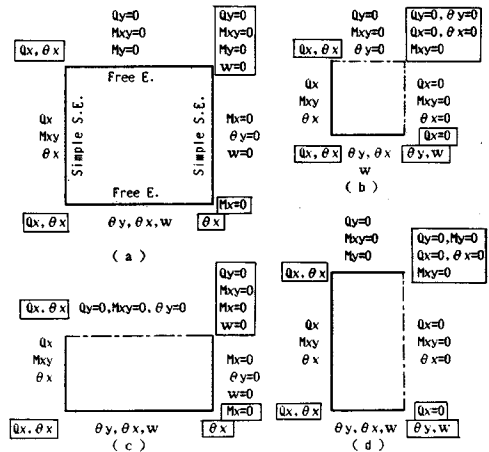 Qy=0
Mxy=0
My=0
Qy=0
Mxy=0
My=0
W=0
Qx, θx
Free E.
Qx
Mxy
θx
Simple S.E.
Simple S.E.
Mx=0
θy=0
W=0
Free E.
Mx=0
Qx, θx
θy, θx, W
θx
( a )
Qy=0
Mxy=0
θy=0
Qy=0, θy=0
Qx=0, θx=0
Mxy=0
Qx, θx
Qx
Mxy
θx
Qx=0
Mxy=0
θx=0
Qx=0
Qx, θx
θy, θx
W
θy, W
( b )
Qy=0
Mxy=0
Mx=0
W=0
Qx, θx
Qy=0, Mxy=0, θy=0
Qx
Mxy
θx
Mx=0
θy=0
W=0
Mx=0
Qx, θx
θy, θx, W
θx
( c )
Qy=0
Mxy=0
My=0
Qy=0, My=0
Qx=0, θx=0
Mxy=0
Qx, θx
Qx
Mxy
θx
Qx=0
Mxy=0
θx=0
Qx, θx
Qx=0
θy, θx, W
θy, W
( d )